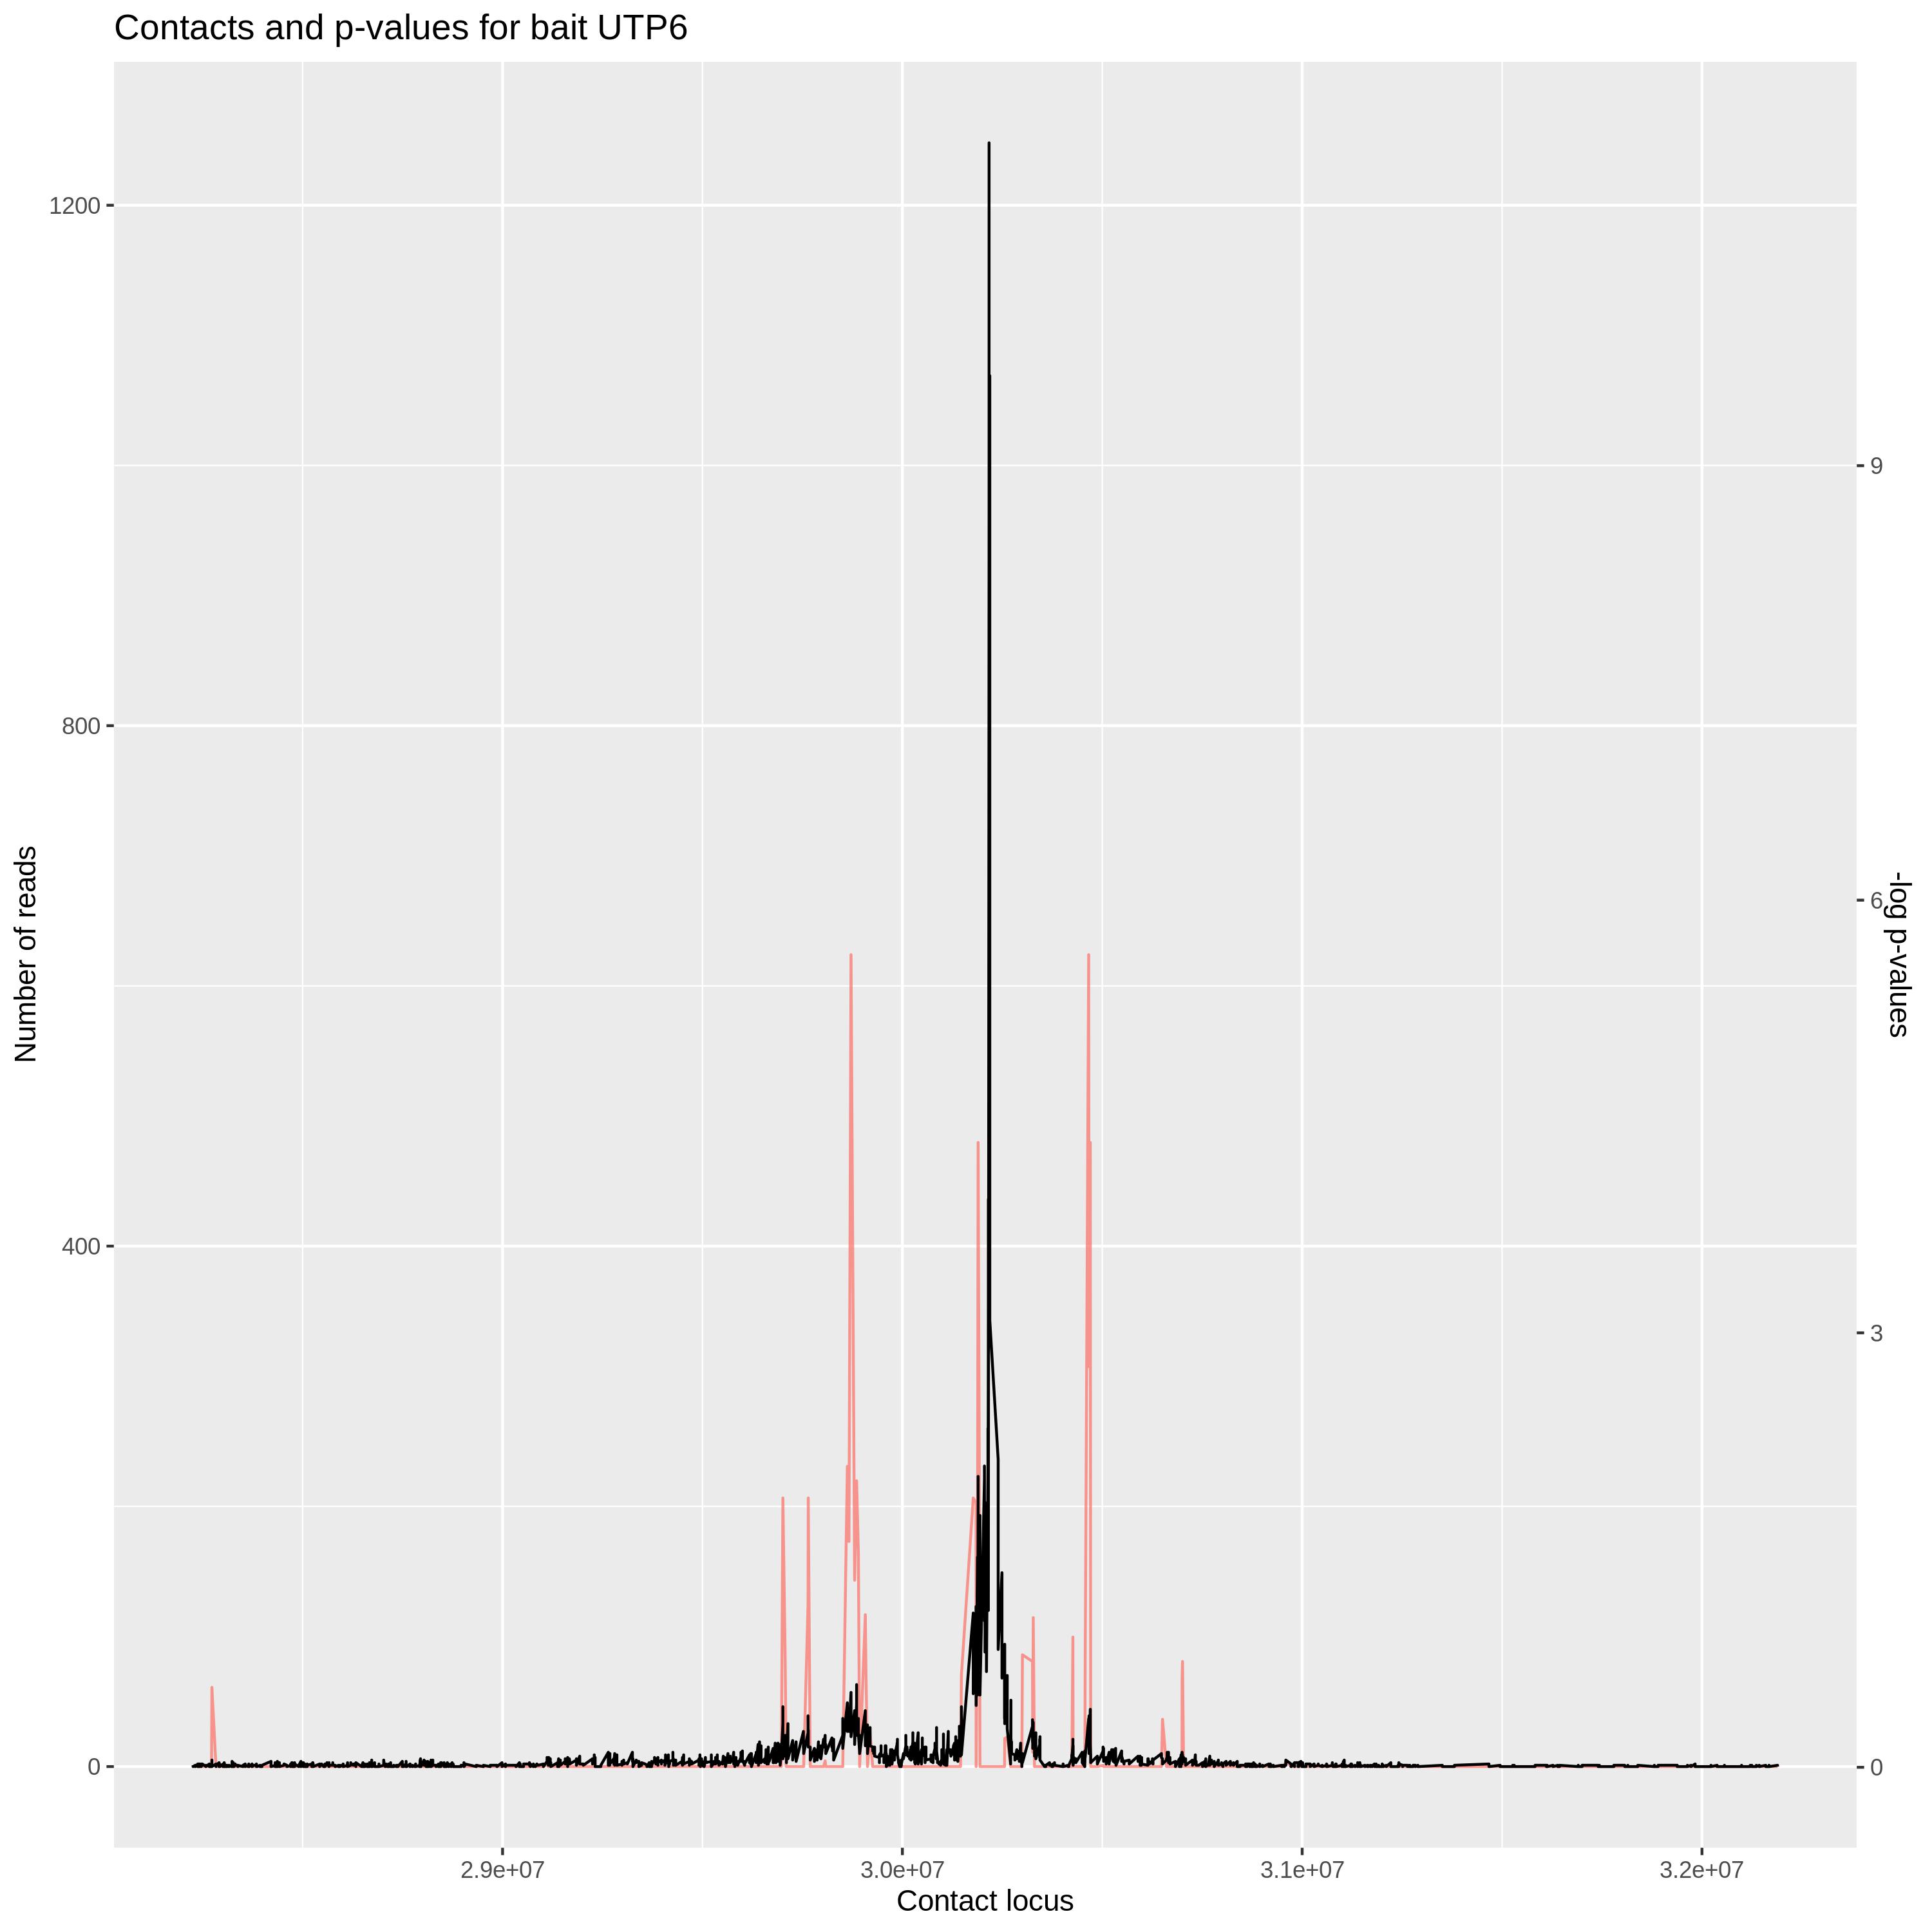 Contacts and p-values for bait UTP6
1200
800
400
0
Number of reads
9
6
3
0
-log p-values
2.9e+07
3.0e+07
3.1e+07
3.2e+07
Contact locus